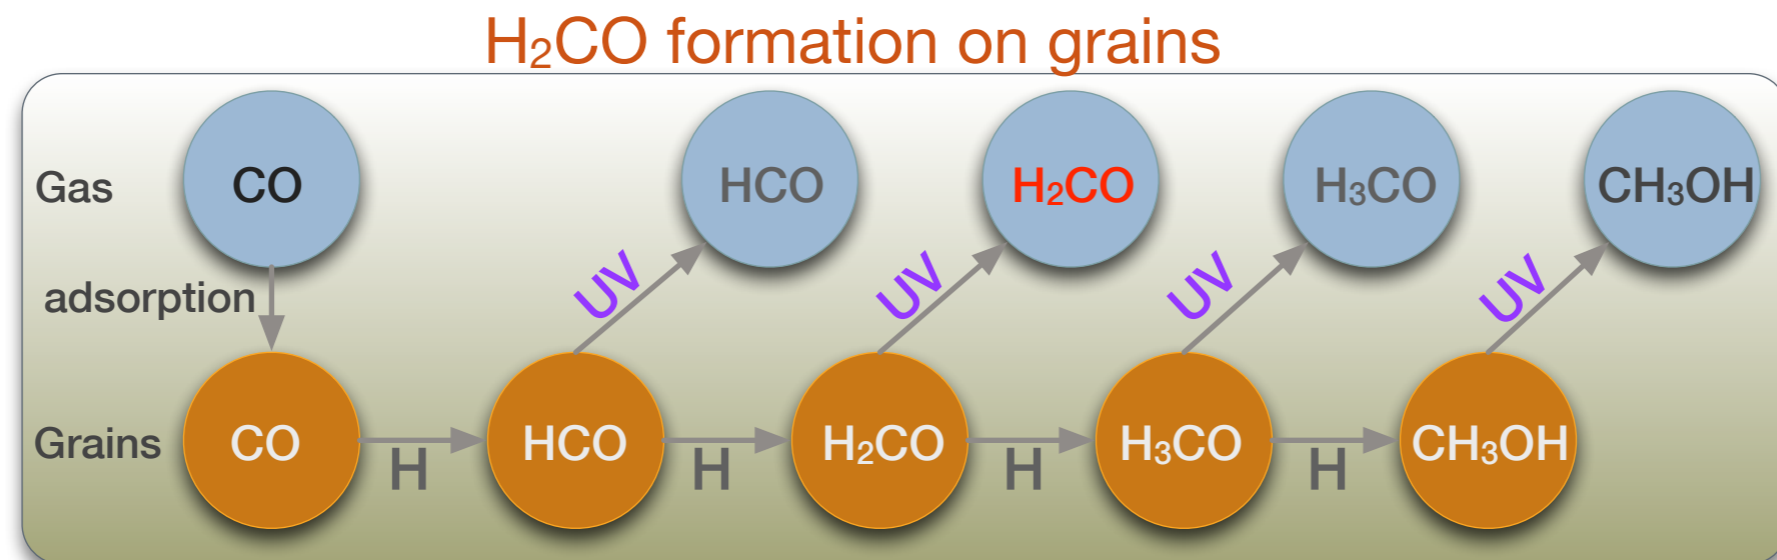 H₂CO formation on grains
Gas CO HCO H₂CO H₃CO CH₃OH
adsorption UV UV UV UV
Grains CO HCO H₂CO H₃CO CH₃OH
H H H H